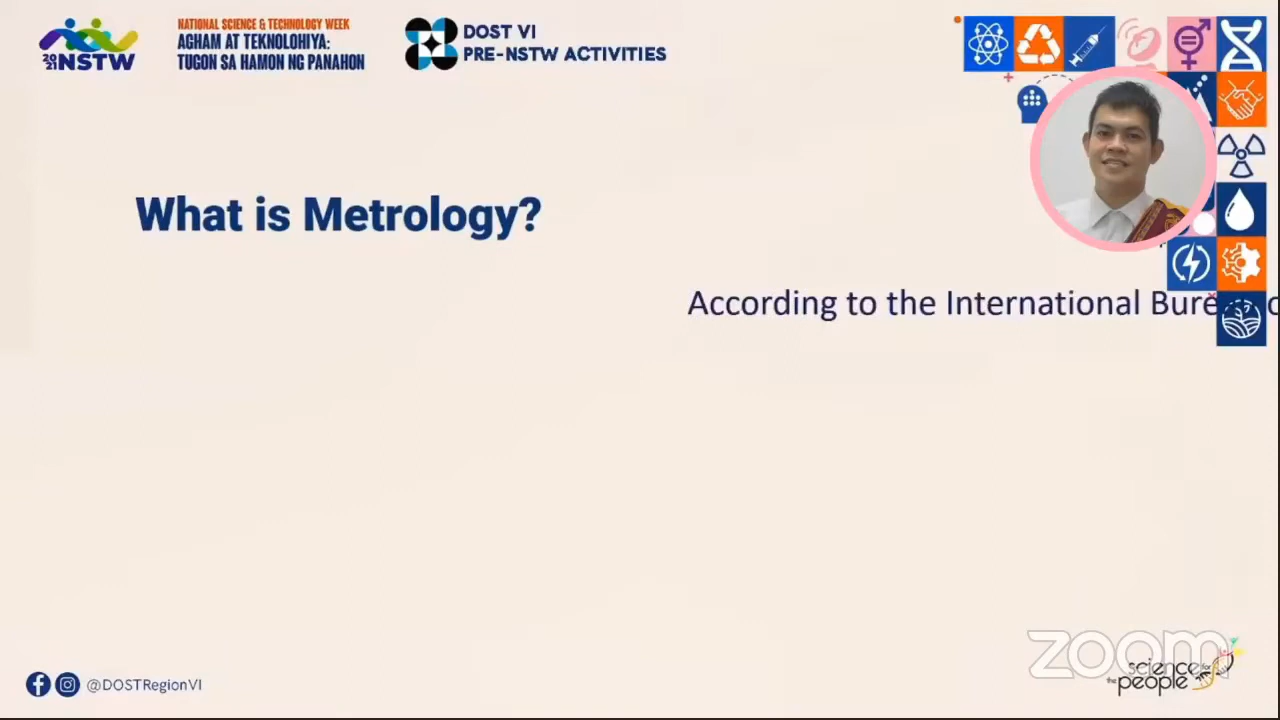 2021 NSTW
NATIONAL SCIENCE & TECHNOLOGY WEEK
AGHAM AT TEKNOLOHIYA:
TUGON SA HAMON NG PANAHON
DOST VI
PRE-NSTW ACTIVITIES
What is Metrology?
According to the International
@DOSTRegionVI
zoom
science for
the people